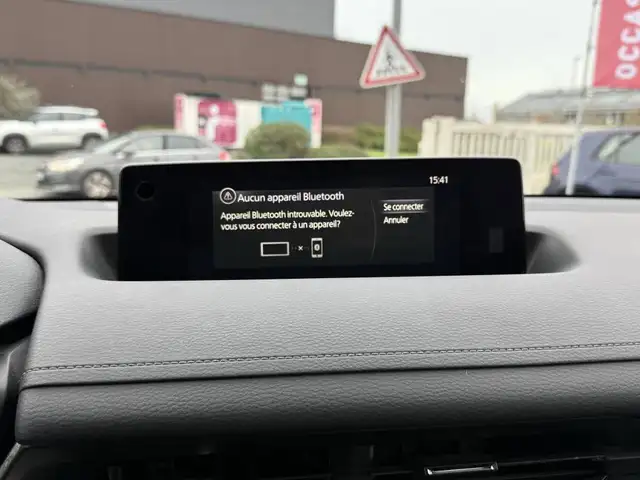 OCCAS
15:41
Aucun appareil Bluetooth
Appareil Bluetooth introuvable. Voulez-
vous vous connecter à un appareil?
Se connecter
Annuler